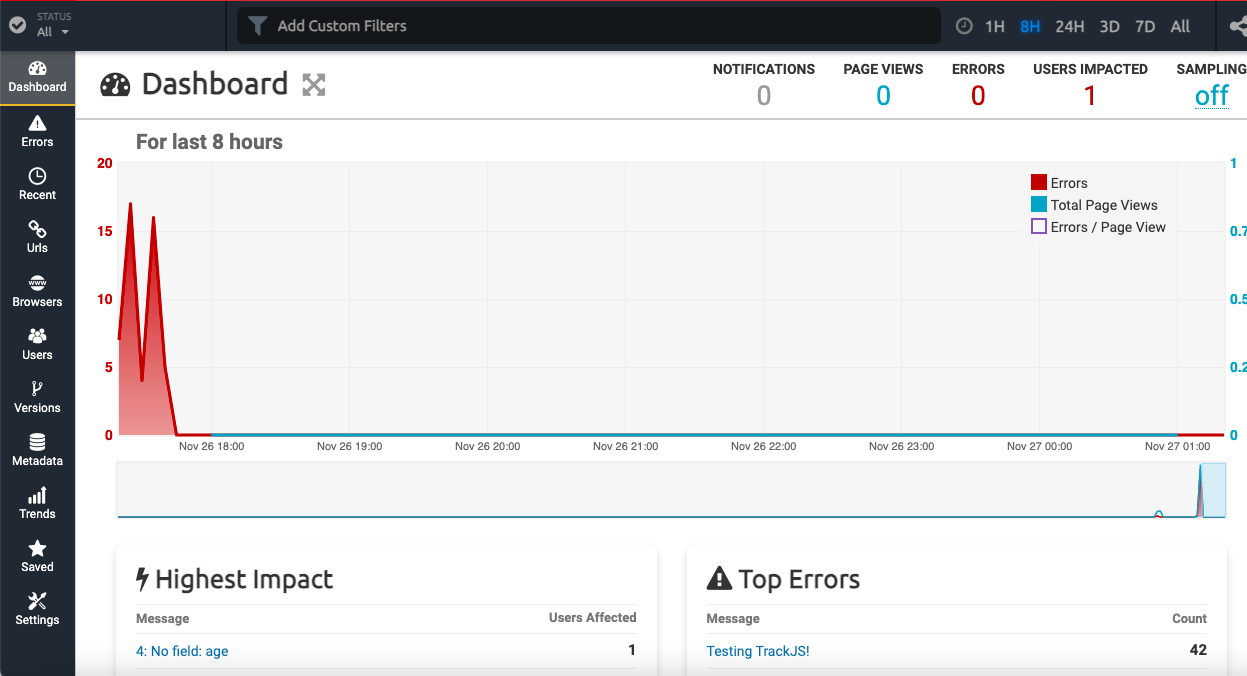 STATUS
All
Add Custom Filters
1H 8H 24H 3D 7D All
Dashboard
Errors
Recent
Urls
WWW
Browsers
Users
Versions
Metadata
Trends
Saved
Settings
Dashboard
NOTIFICATIONS PAGE VIEWS ERRORS USERS IMPACTED SAMPLING
0 0 0 1 off
For last 8 hours
20 1
15 0.7
10 0.5
5 0.2
0 0
Errors
Total Page Views
Errors / Page View
Nov 26 18:00 Nov 26 19:00 Nov 26 20:00 Nov 26 21:00 Nov 26 22:00 Nov 26 23:00 Nov 27 00:00 Nov 27 01:00
Highest Impact
Message Users Affected
4: No field: age 1
Top Errors
Message Count
Testing TrackJS! 42